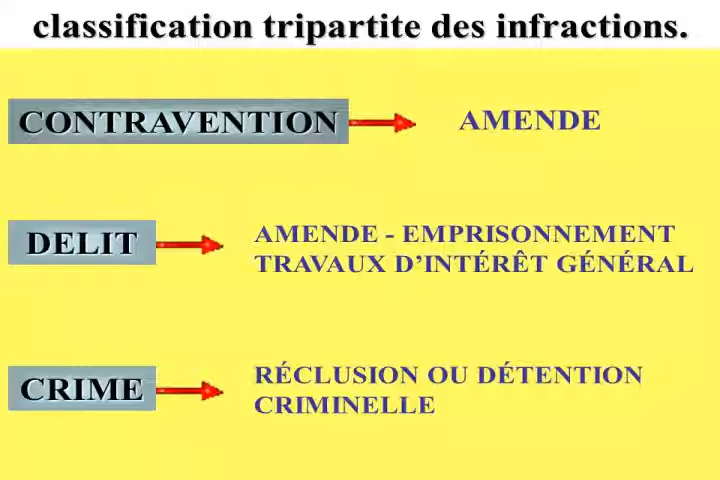 classification tripartite des infractions.
CONTRAVENTION
AMENDE
DELIT
AMENDE - EMPRISONNEMENT
TRAVAUX D’INTÉRÊT GÉNÉRAL
CRIME
RÉCLUSION OU DÉTENTION
CRIMINELLE